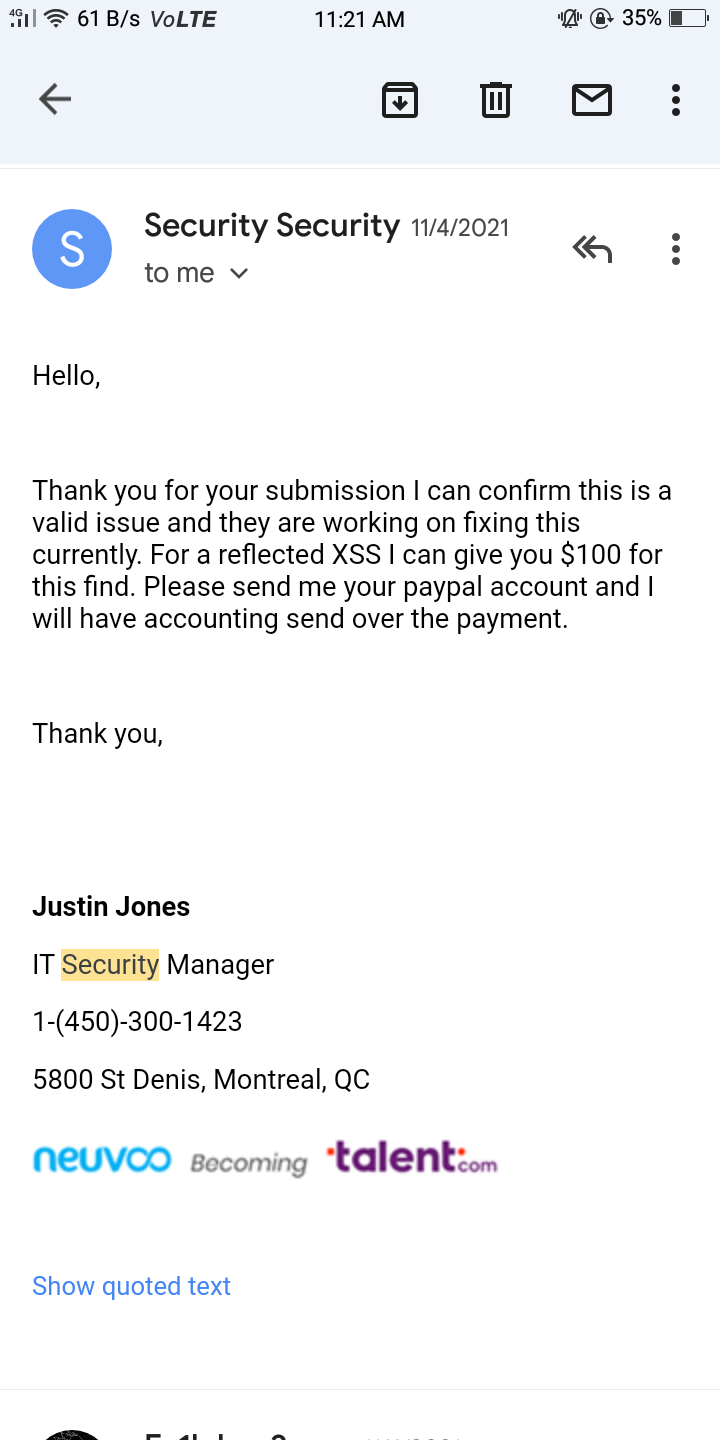 4G 61 B/s VoLTE 11:21 AM 35%
Security Security 11/4/2021
S
to me
Hello,
Thank you for your submission I can confirm this is a
valid issue and they are working on fixing this
currently. For a reflected XSS I can give you $100 for
this find. Please send me your paypal account and I
will have accounting send over the payment.
Thank you,
Justin Jones
IT Security Manager
1-(450)-300-1423
5800 St Denis, Montreal, QC
neuvoo Becoming talent.com
Show quoted text